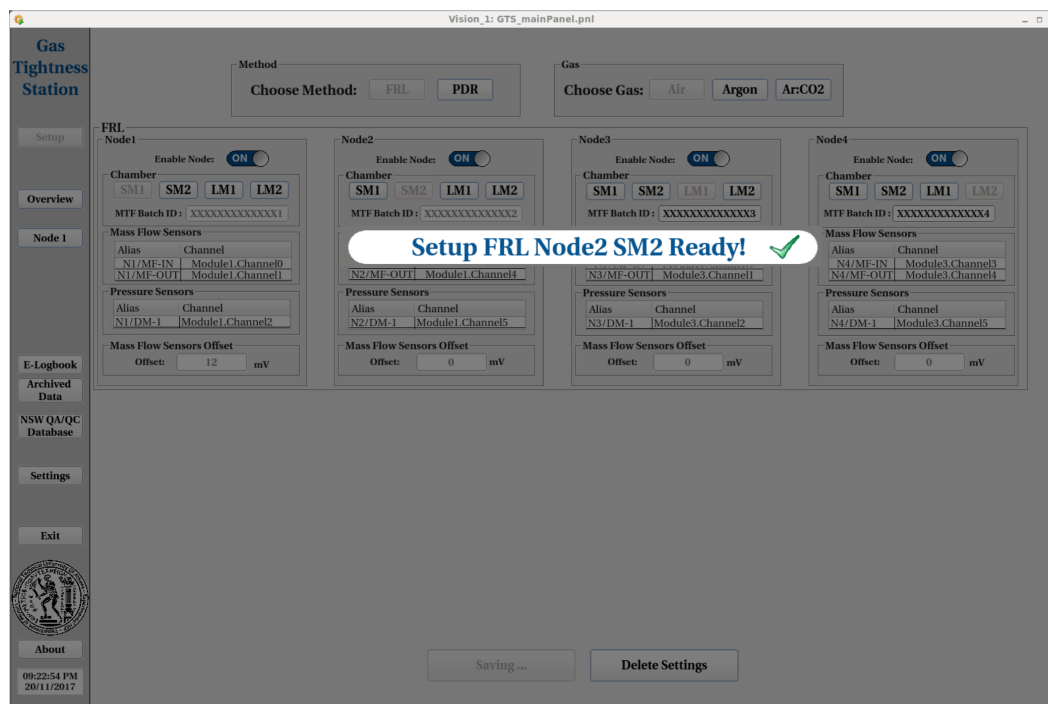 Vision_1: GTS_mainPanel.pnl
Gas
Tightness
Station
Setup
Overview
Node 1
E-Logbook
Archived
Data
NSW QA/QC
Database
Settings
Exit
About
09:22:54 PM
20/11/2017
Method
Choose Method: FRL PDR
Gas
Choose Gas: Air Argon Ar:CO2
FRL
Node1
Enable Node: ON
Chamber
SM1 SM2 LM1 LM2
MTF Batch ID : XXXXXXXXXXXXX1
Mass Flow Sensors
Alias Channel
N1/MF-IN Module1.Channel0
N1/MF-OUT Module1.Channel1
Pressure Sensors
Alias Channel
N1/DM-1 Module1.Channel2
Mass Flow Sensors Offset
Offset: 12 mV
Node2
Enable Node: ON
Chamber
SM1 SM2 LM1 LM2
MTF Batch ID : XXXXXXXXXXXXX2
N2/MF-OUT Module1.Channel4
Pressure Sensors
Alias Channel
N2/DM-1 Module1.Channel5
Mass Flow Sensors Offset
Offset: 0 mV
Node3
Enable Node: ON
Chamber
SM1 SM2 LM1 LM2
MTF Batch ID : XXXXXXXXXXXXX3
N3/MF-OUT Module3.Channel1
Pressure Sensors
Alias Channel
N3/DM-1 Module3.Channel2
Mass Flow Sensors Offset
Offset: 0 mV
Node4
Enable Node: ON
Chamber
SM1 SM2 LM1 LM2
MTF Batch ID : XXXXXXXXXXXXX4
Mass Flow Sensors
Alias Channel
N4/MF-IN Module3.Channel3
N4/MF-OUT Module3.Channel4
Pressure Sensors
Alias Channel
N4/DM-1 Module3.Channel5
Mass Flow Sensors Offset
Offset: 0 mV
Setup FRL Node2 SM2 Ready!
Saving ...
Delete Settings